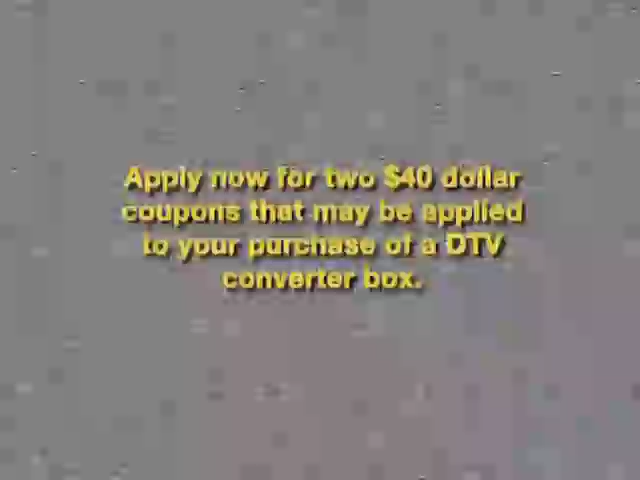 Apply now for two $40 dollar
coupons that may be applied
to your purchase of a DTV
converter box.